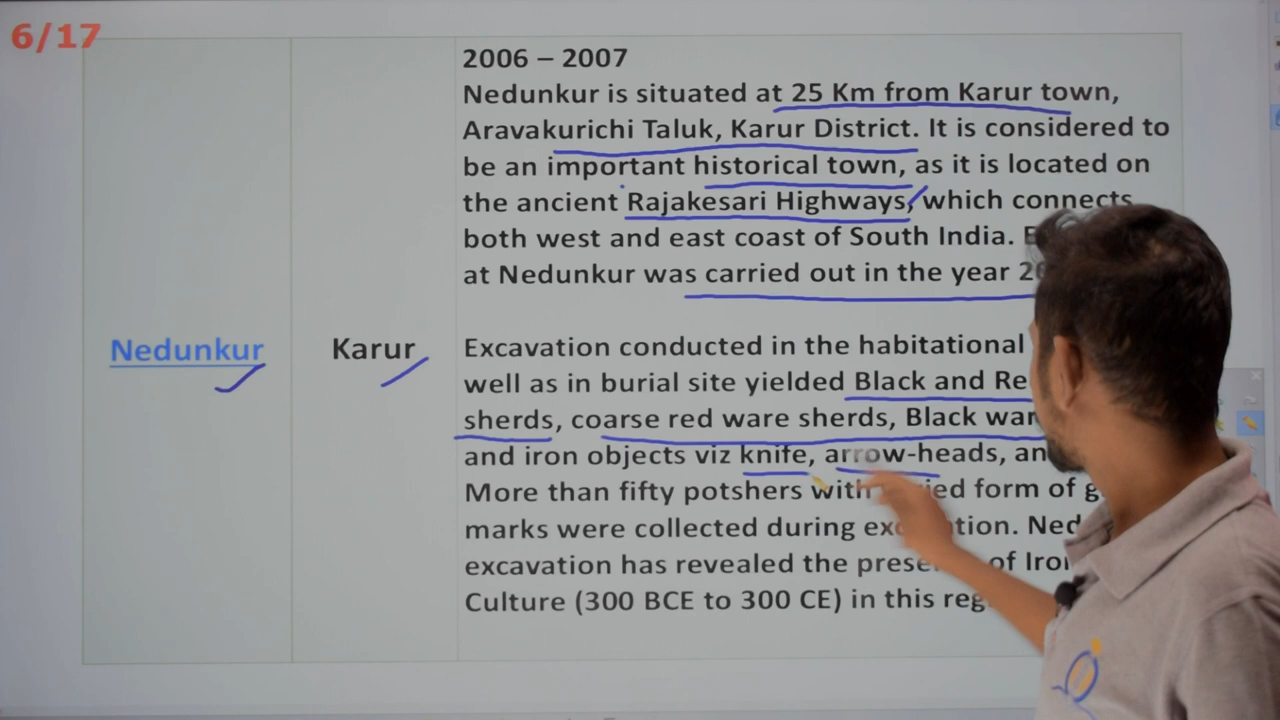 6/17
2006 – 2007
Nedunkur is situated at 25 Km from Karur town,
Aravakurichi Taluk, Karur District. It is considered to
be an important historical town, as it is located on
the ancient Rajakesari Highways, which connects
both west and east coast of South India.
at Nedunkur was carried out in the year
Nedunkur
Karur
Excavation conducted in the habitational
well as in burial site yielded Black and
sherds, coarse red ware sherds, Black
and iron objects viz knife, arrow-heads,
More than fifty potshers with form of
marks were collected during
excavation has revealed the of
Culture (300 BCE to 300 CE) in this